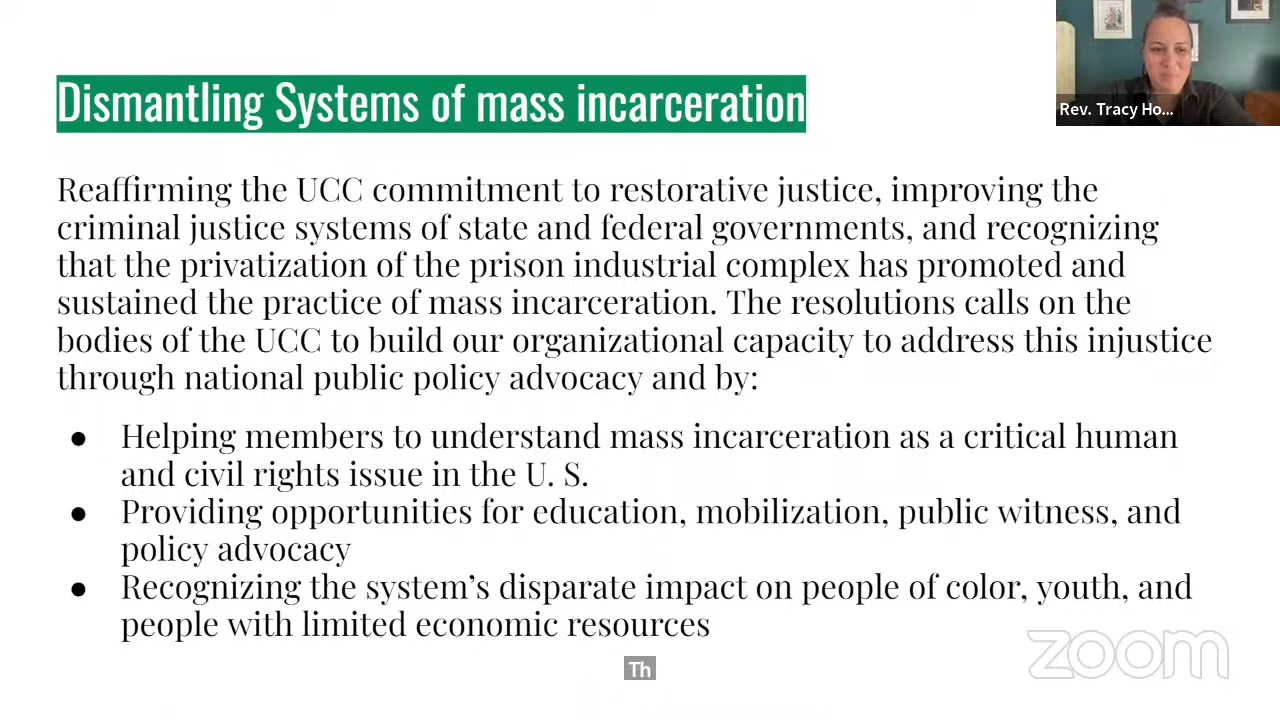 Dismantling Systems of mass incarceration
Rev. Tracy Ho...
Reaffirming the UCC commitment to restorative justice, improving the
criminal justice systems of state and federal governments, and recognizing
that the privatization of the prison industrial complex has promoted and
sustained the practice of mass incarceration. The resolutions calls on the
bodies of the UCC to build our organizational capacity to address this injustice
through national public policy advocacy and by:
● Helping members to understand mass incarceration as a critical human
and civil rights issue in the U. S.
● Providing opportunities for education, mobilization, public witness, and
policy advocacy
● Recognizing the system’s disparate impact on people of color, youth, and
people with limited economic resources
zoom
Th